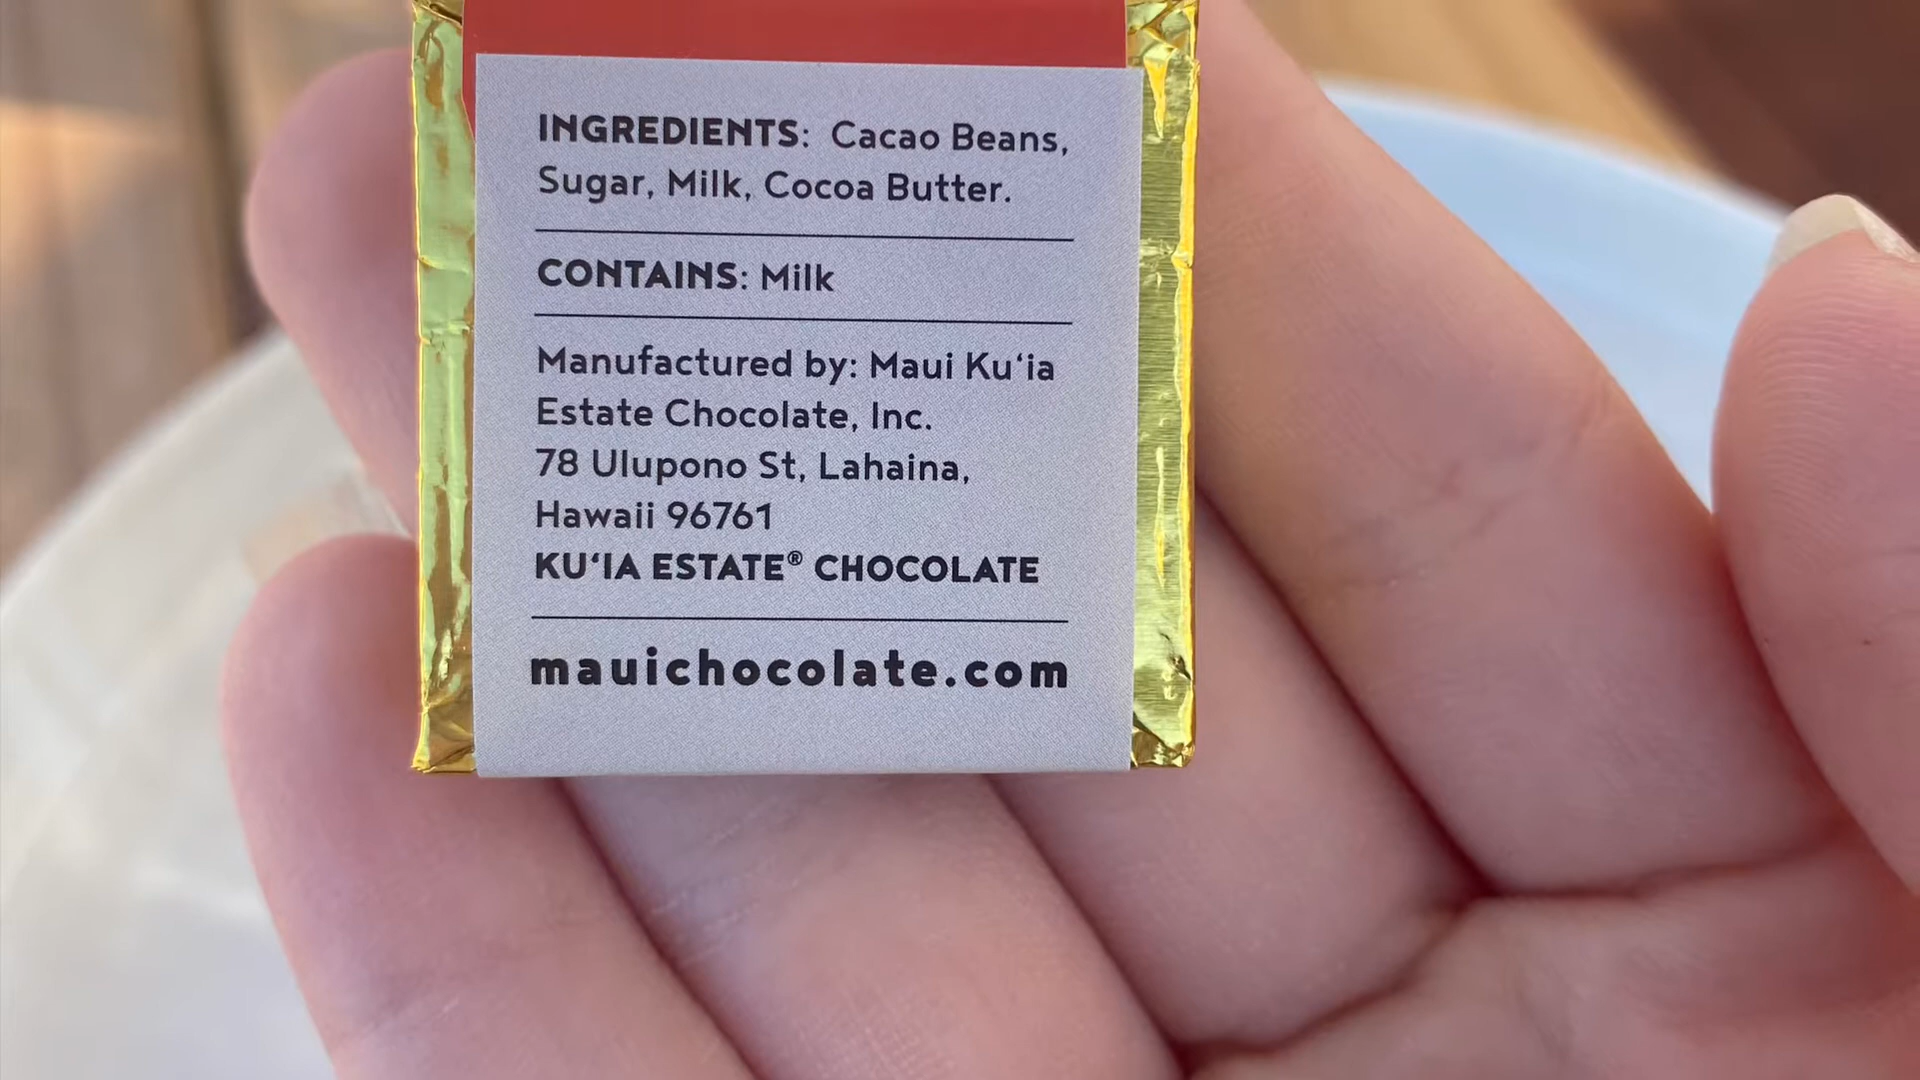 INGREDIENTS: Cacao Beans,
Sugar, Milk, Cocoa Butter.
CONTAINS: Milk
Manufactured by: Maui Kuʻia
Estate Chocolate, Inc.
78 Ulupono St, Lahaina,
Hawaii 96761
KUʻIA ESTATE® CHOCOLATE
mauichocolate.com